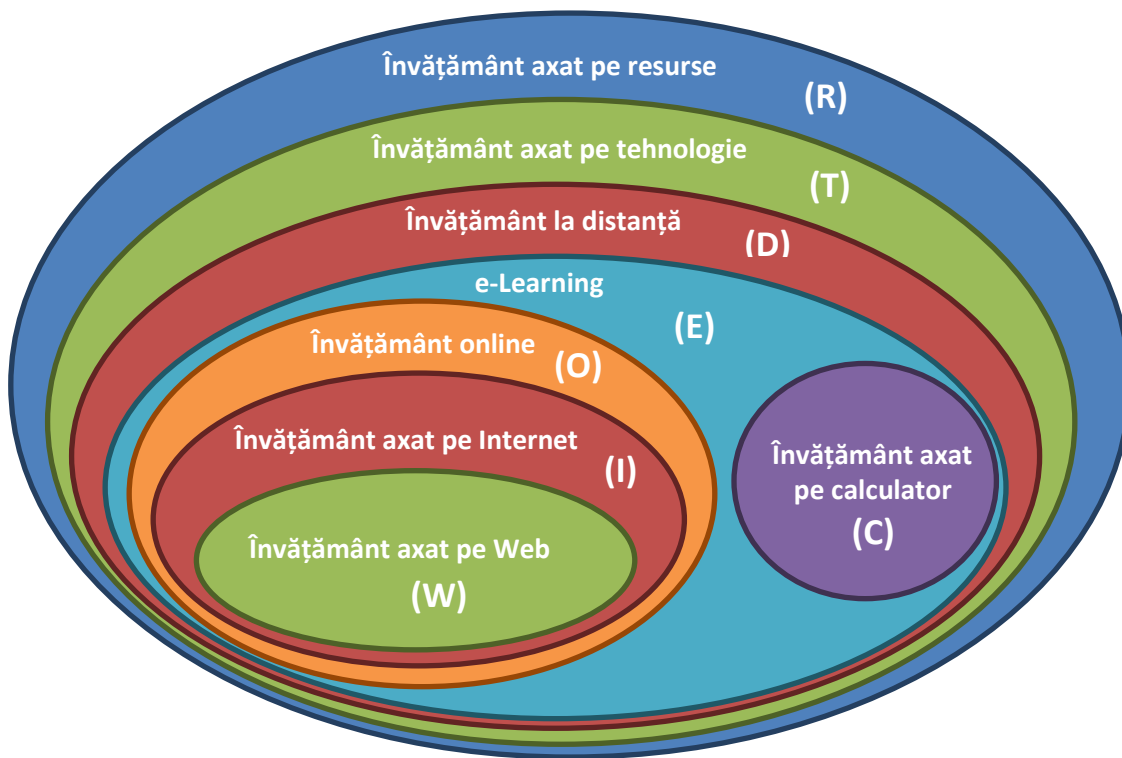 Învățământ axat pe resurse
(R)
Învățământ axat pe tehnologie
(T)
Învățământ la distanță
(D)
e-Learning
(E)
Învățământ online
(O)
Învățământ axat pe Internet
(I)
Învățământ axat pe Web
(W)
Învățământ axat
pe calculator
(C)